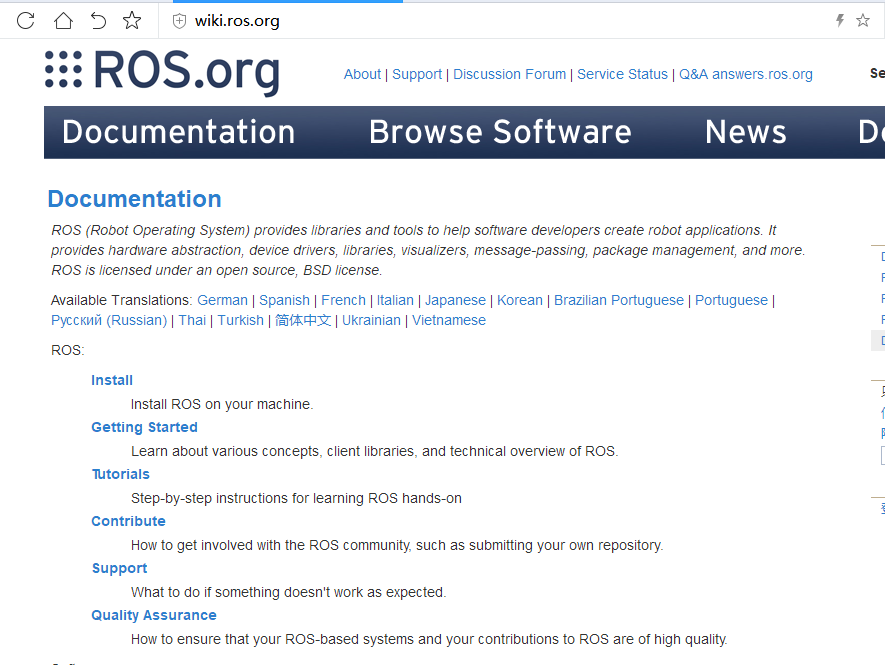 wiki.ros.org
ROS.org
About | Support | Discussion Forum | Service Status | Q&A answers.ros.org
Se
Documentation Browse Software News D
Documentation
ROS (Robot Operating System) provides libraries and tools to help software developers create robot applications. It
provides hardware abstraction, device drivers, libraries, visualizers, message-passing, package management, and more.
ROS is licensed under an open source, BSD license.
Available Translations: German | Spanish | French | Italian | Japanese | Korean | Brazilian Portuguese | Portuguese |
Русский (Russian) | Thai | Turkish | 简体中文 | Ukrainian | Vietnamese
ROS:
Install
Install ROS on your machine.
Getting Started
Learn about various concepts, client libraries, and technical overview of ROS.
Tutorials
Step-by-step instructions for learning ROS hands-on
Contribute
How to get involved with the ROS community, such as submitting your own repository.
Support
What to do if something doesn't work as expected.
Quality Assurance
How to ensure that your ROS-based systems and your contributions to ROS are of high quality.